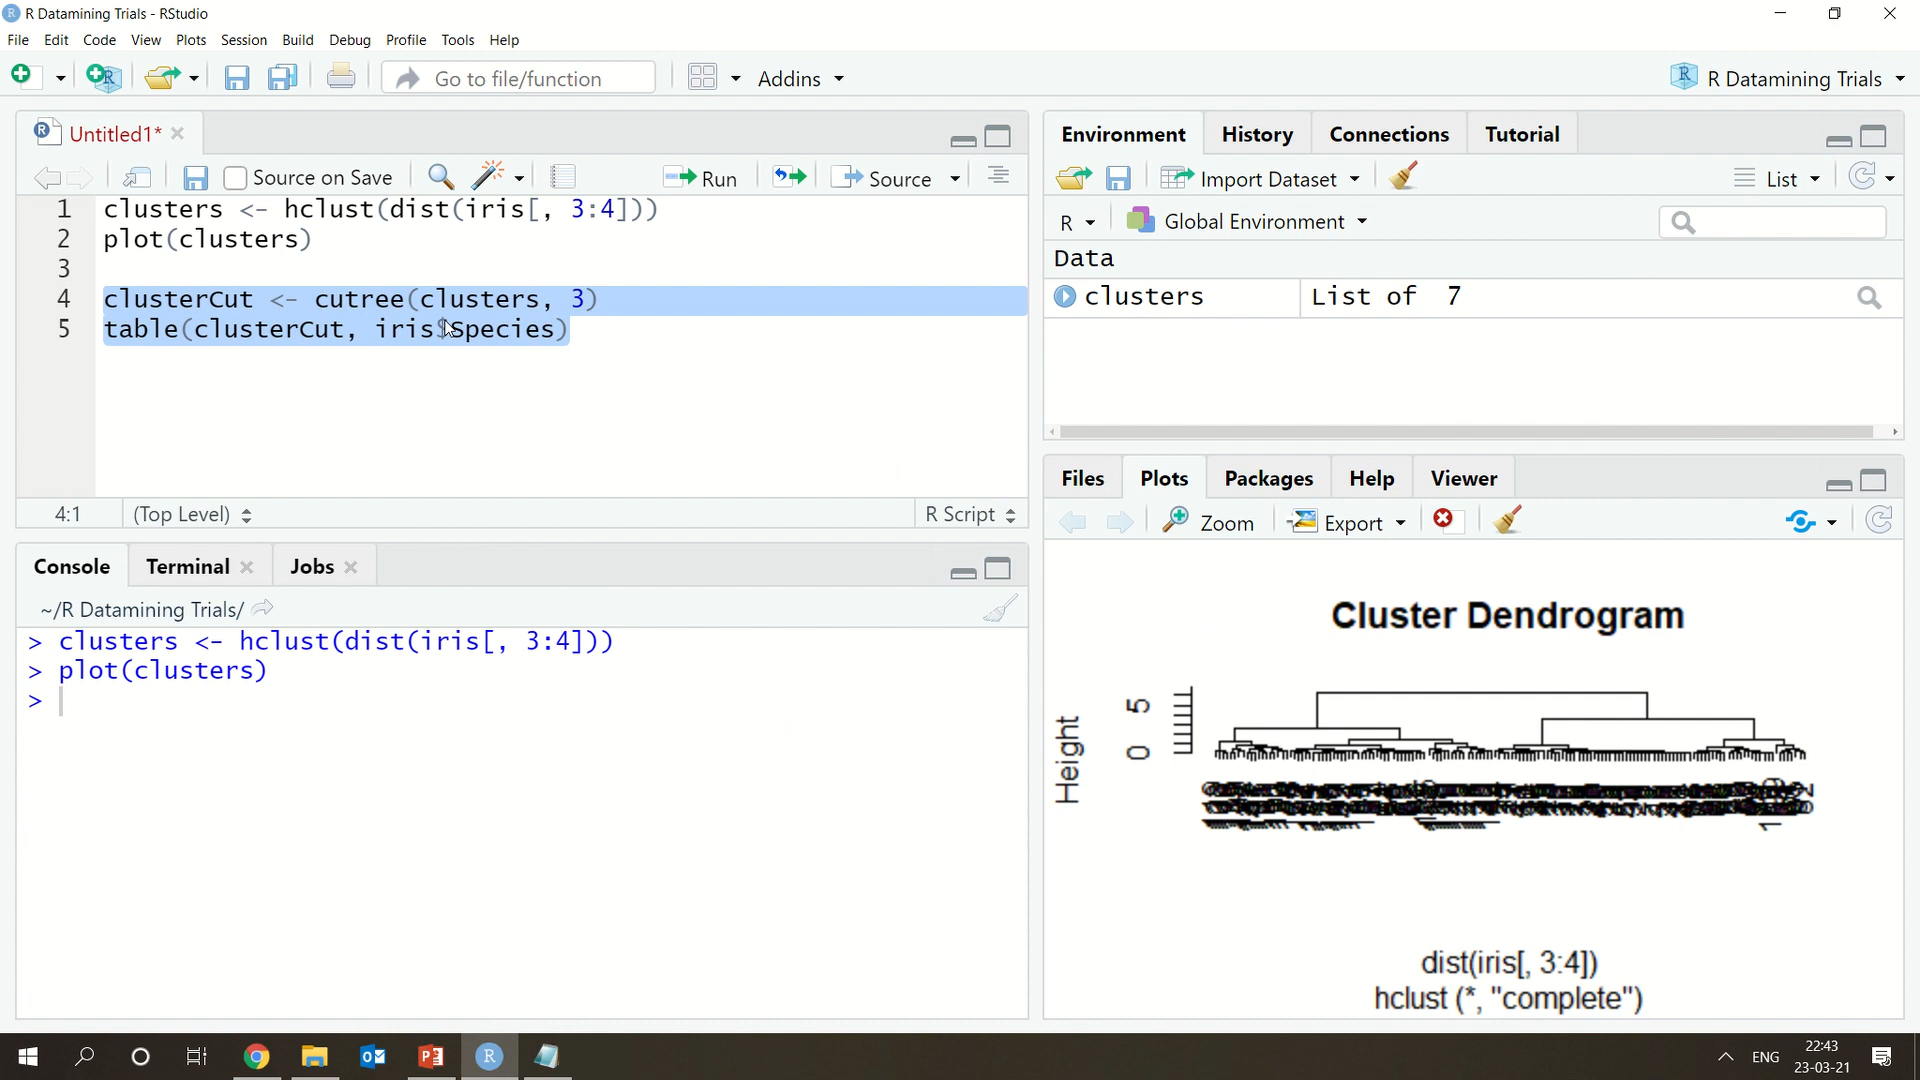 R Datamining Trials - RStudio
File Edit Code View Plots Session Build Debug Profile Tools Help
Go to file/function Addins R Datamining Trials
Untitled1*
Source on Save Run Source
1 clusters <- hclust(dist(iris[, 3:4]))
2 plot(clusters)
3
4 clusterCut <- cutree(clusters, 3)
5 table(clusterCut, iris$Species)
4:1 (Top Level) R Script
Console Terminal Jobs
~/R Datamining Trials/
> clusters <- hclust(dist(iris[, 3:4]))
> plot(clusters)
>
Environment History Connections Tutorial
Import Dataset List
R Global Environment
Data
clusters List of 7
Files Plots Packages Help Viewer
Zoom Export
Cluster Dendrogram
Height
0 5
dist(iris[, 3:4])
hclust (*, "complete")
ENG 22:43
23-03-21